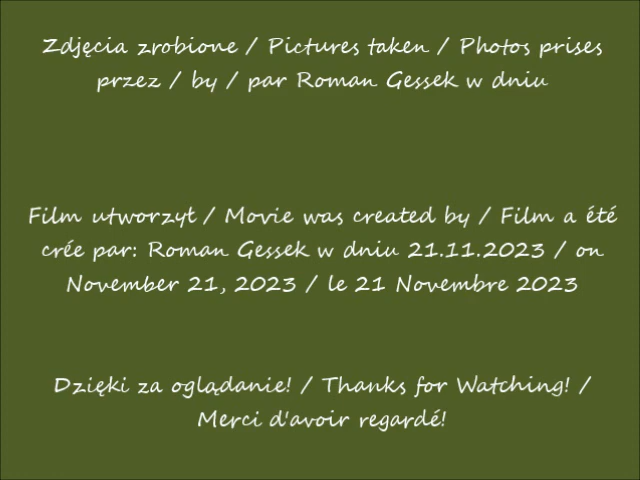 Zdjęcia zrobione / Pictures taken / Photos prises
przez / by / par Roman Gessek w dniu
Film utworzył / Movie was created by / Film a été
crée par: Roman Gessek w dniu 21.11.2023 / on
November 21, 2023 / le 21 Novembre 2023
Dzięki za oglądanie! / Thanks for Watching! /
Merci d'avoir regardé!